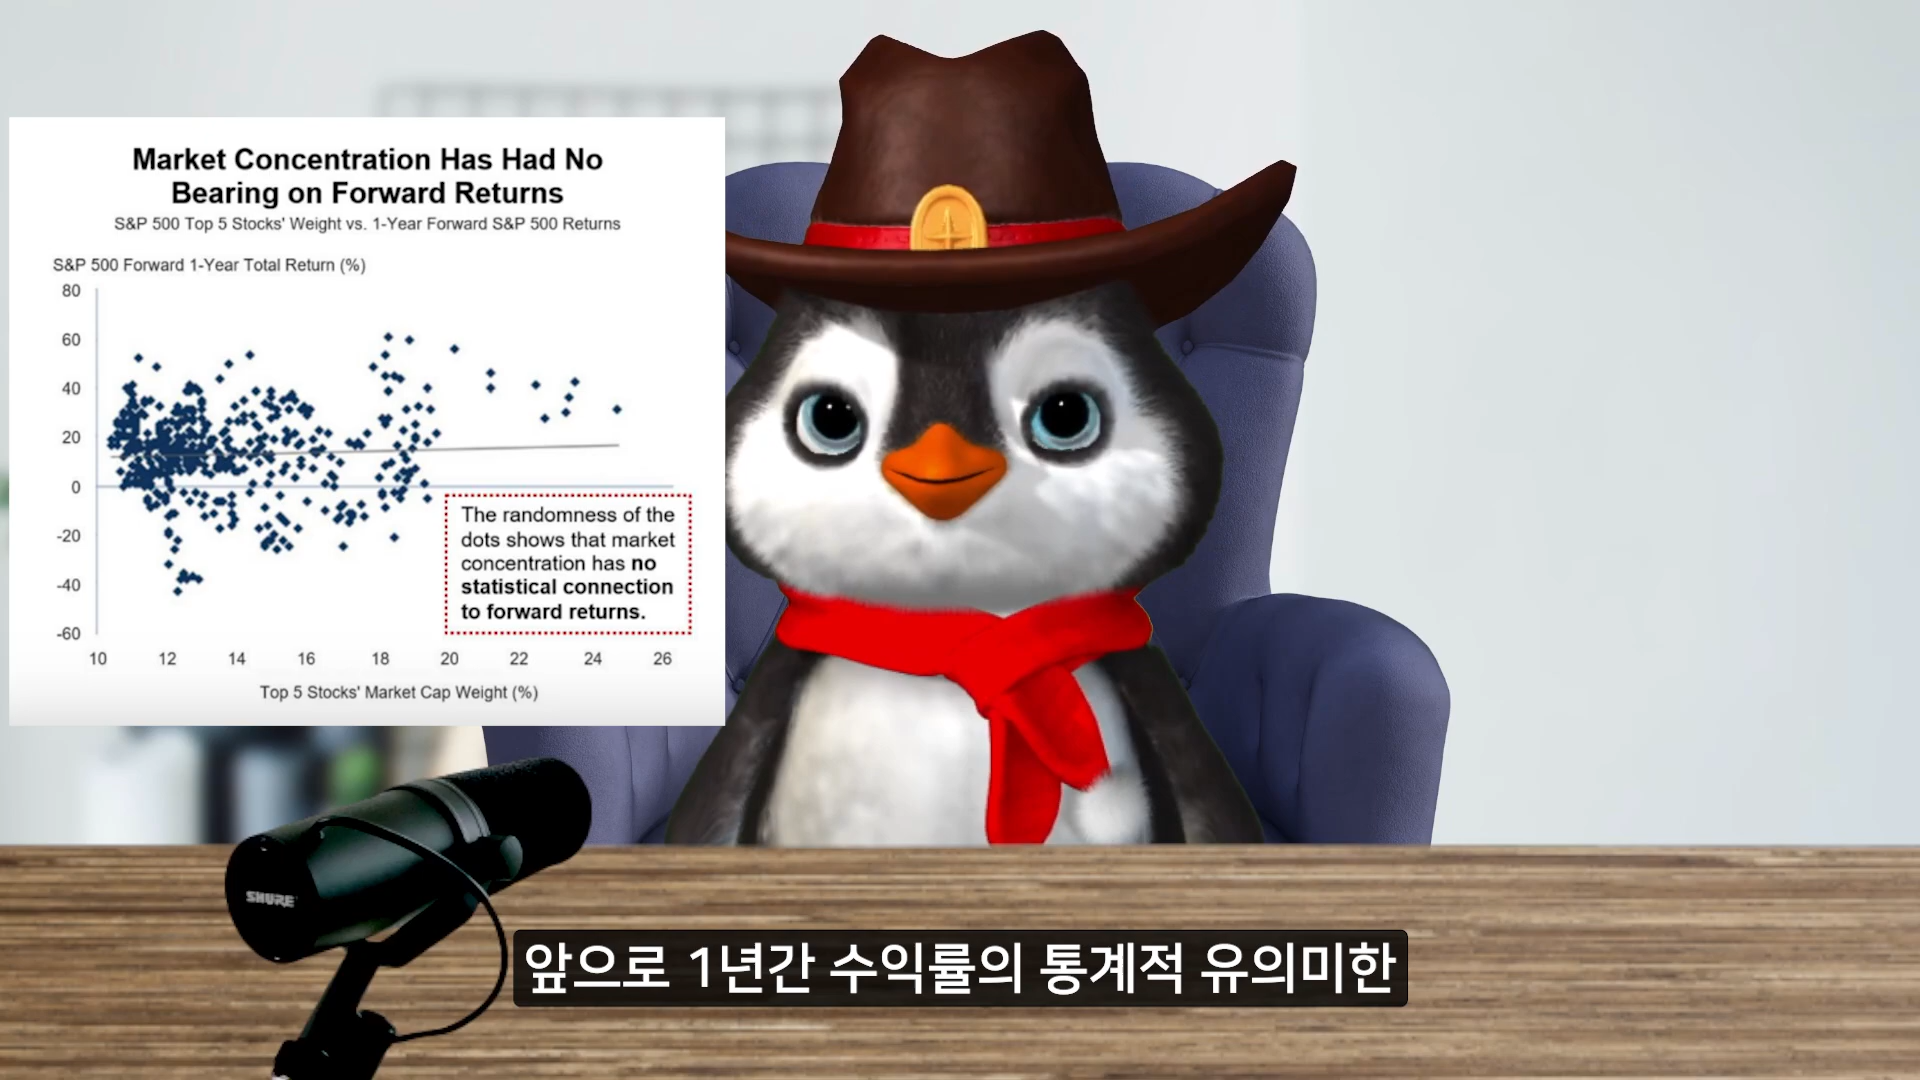 Market Concentration Has Had No
Bearing on Forward Returns
S&P 500 Top 5 Stocks' Weight vs. 1-Year Forward S&P 500 Returns
S&P 500 Forward 1-Year Total Return (%)
80
60
40
20
0
-20
-40
-60
The randomness of the
dots shows that market
concentration has no
statistical connection
to forward returns.
10 12 14 16 18 20 22 24 26
Top 5 Stocks' Market Cap Weight (%)
SHURE
앞으로 1년간 수익률의 통계적 유의미한